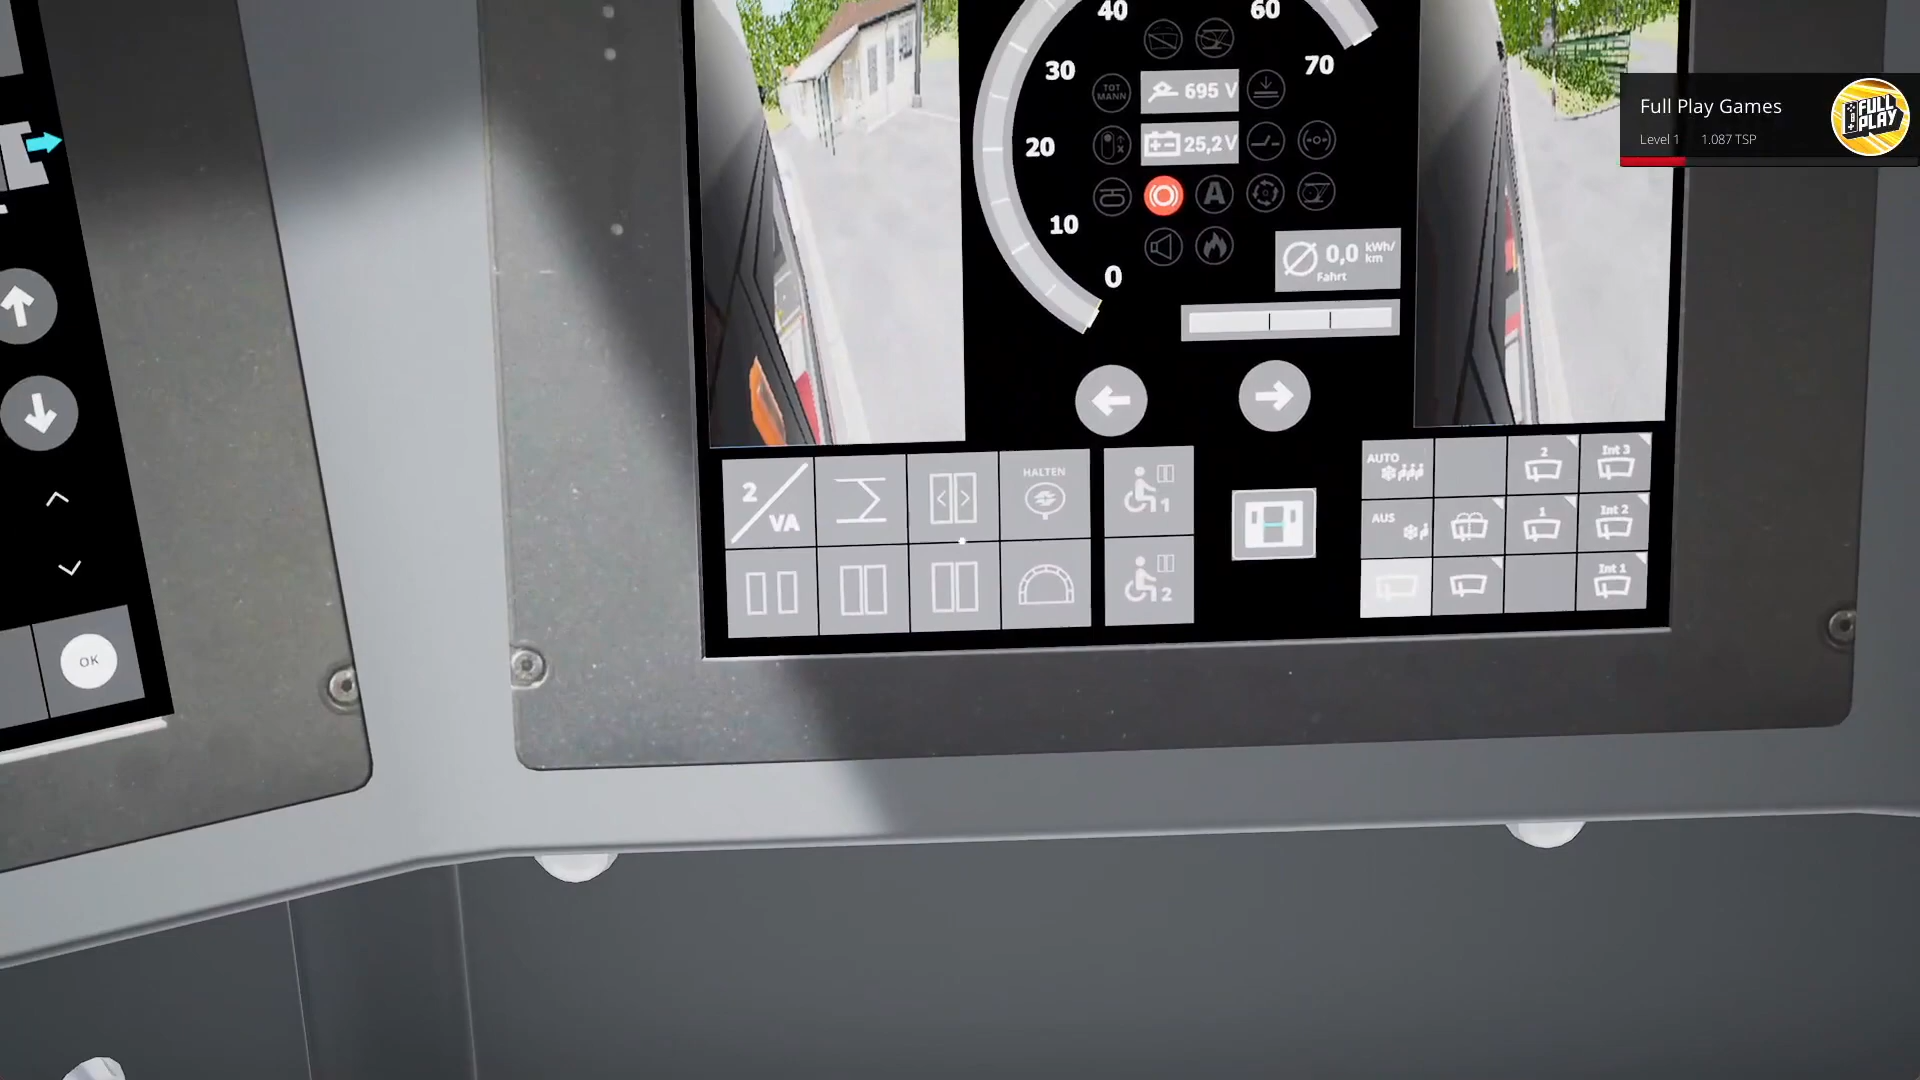 40
60
30
70
TOT
MANN
695 V
20
25,2 V
A
10
0
0,0 kWh/
km
Fahrt
Full Play Games
Level 1 1.087 TSP
FULL
PLAY
2
VA
HALTEN
1
2
AUTO
2
Int 3
AUS
1
Int 2
Int 1
OK